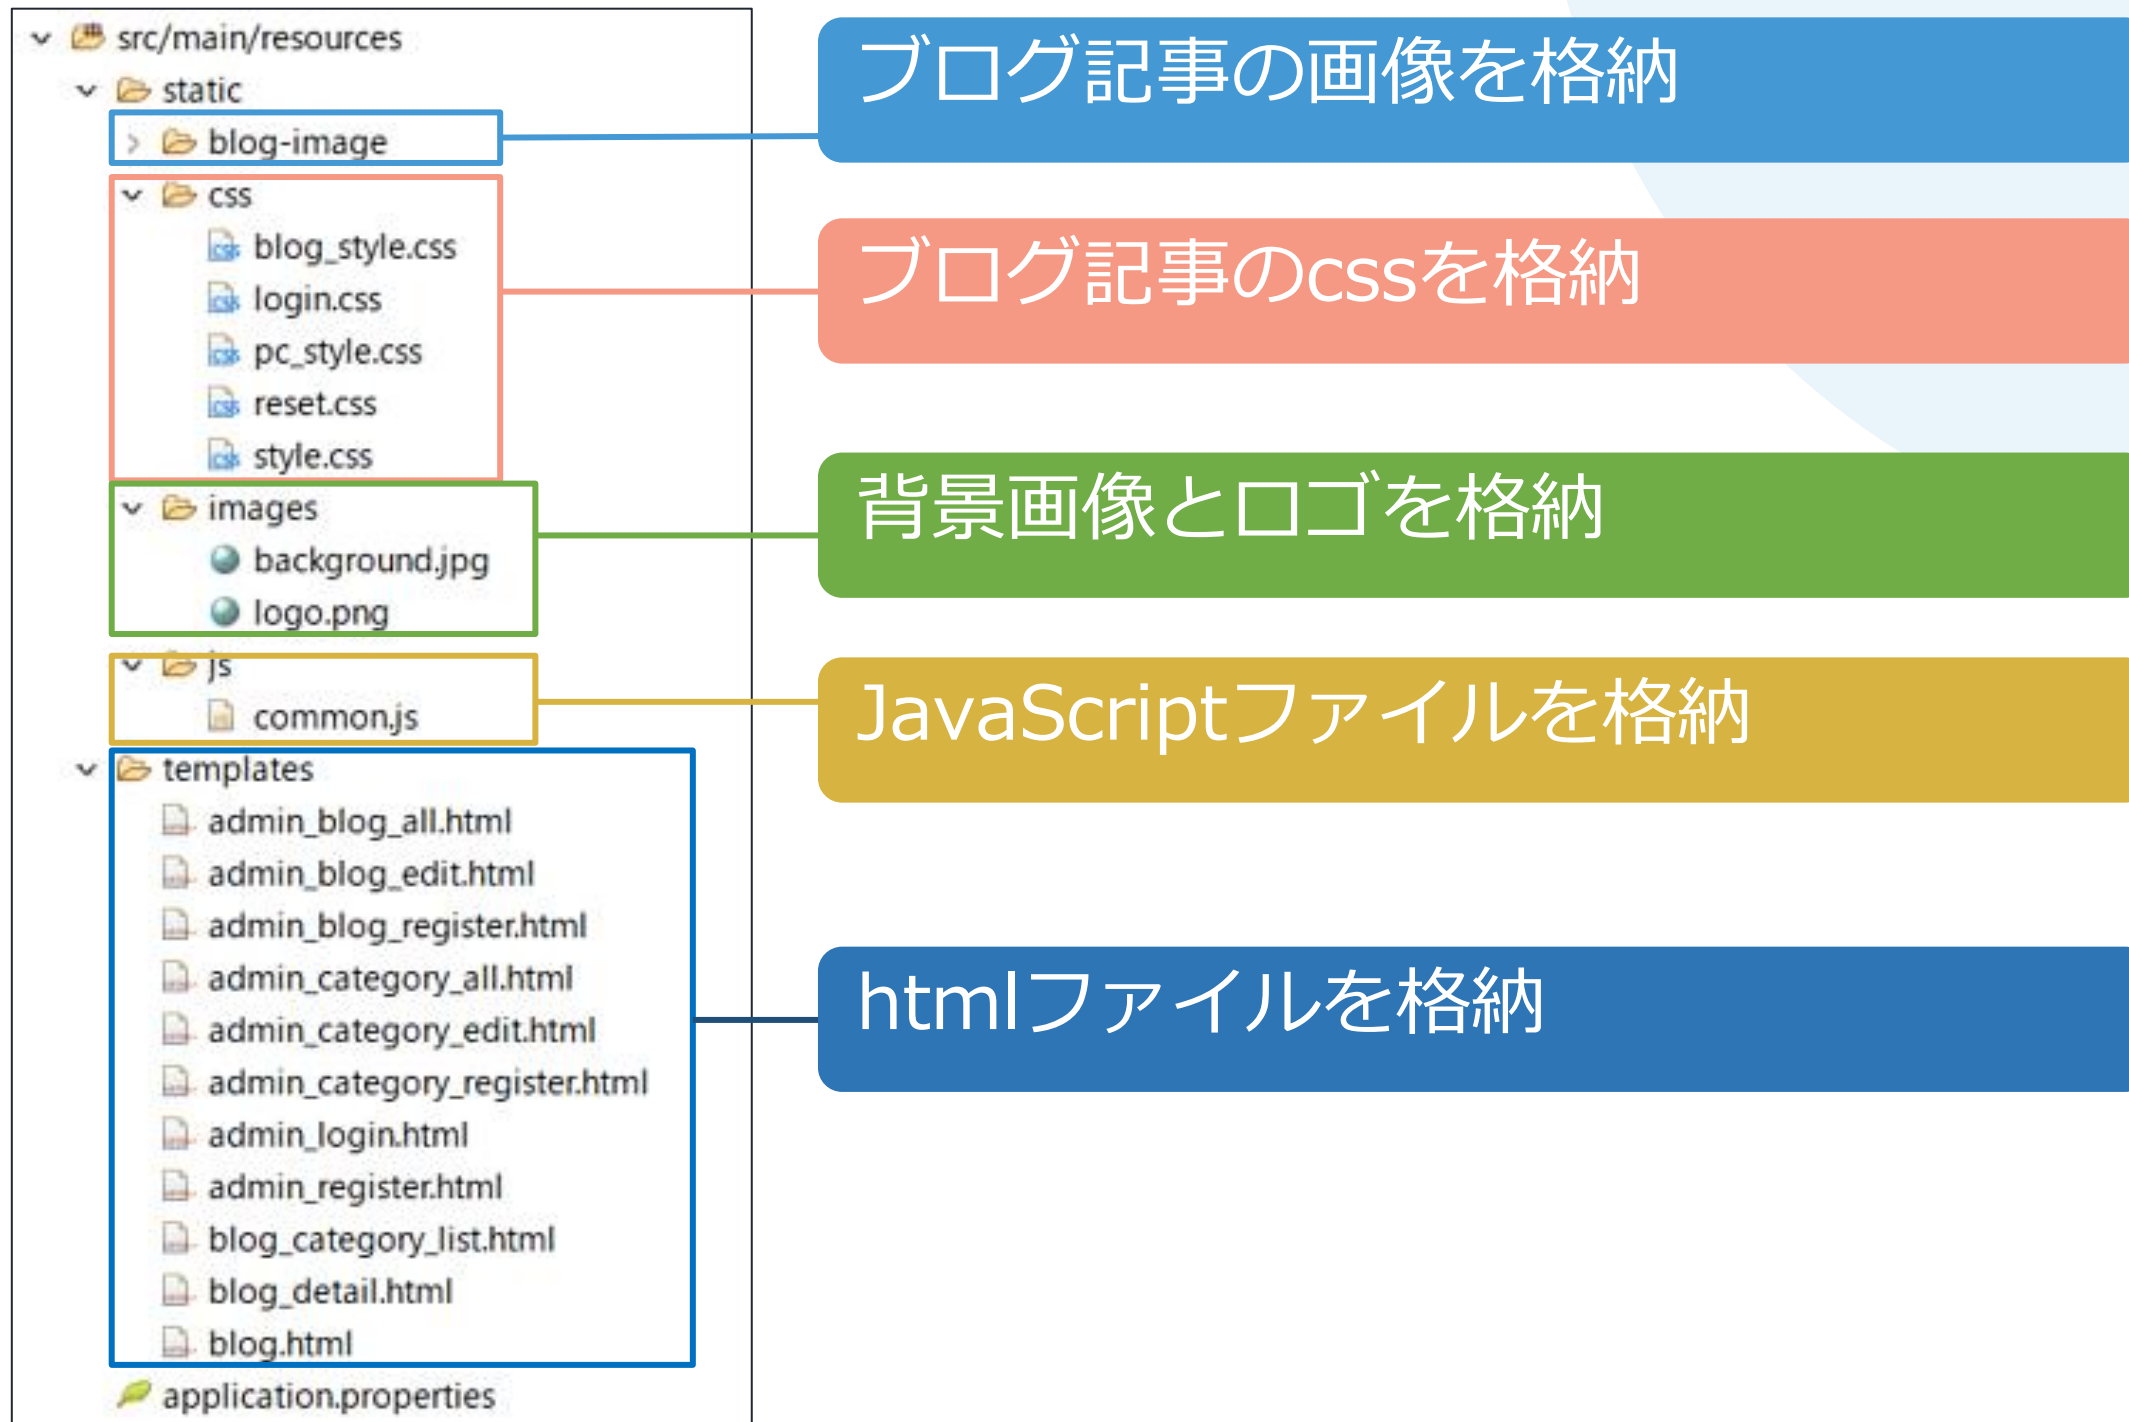 src/main/resources
static
blog-image
css
blog_style.css
login.css
pc_style.css
reset.css
style.css
images
background.jpg
logo.png
js
common.js
templates
admin_blog_all.html
admin_blog_edit.html
admin_blog_register.html
admin_category_all.html
admin_category_edit.html
admin_category_register.html
admin_login.html
admin_register.html
blog_category_list.html
blog_detail.html
blog.html
application.properties
ブログ記事の画像を格納
ブログ記事のcssを格納
背景画像とロゴを格納
JavaScriptファイルを格納
htmlファイルを格納